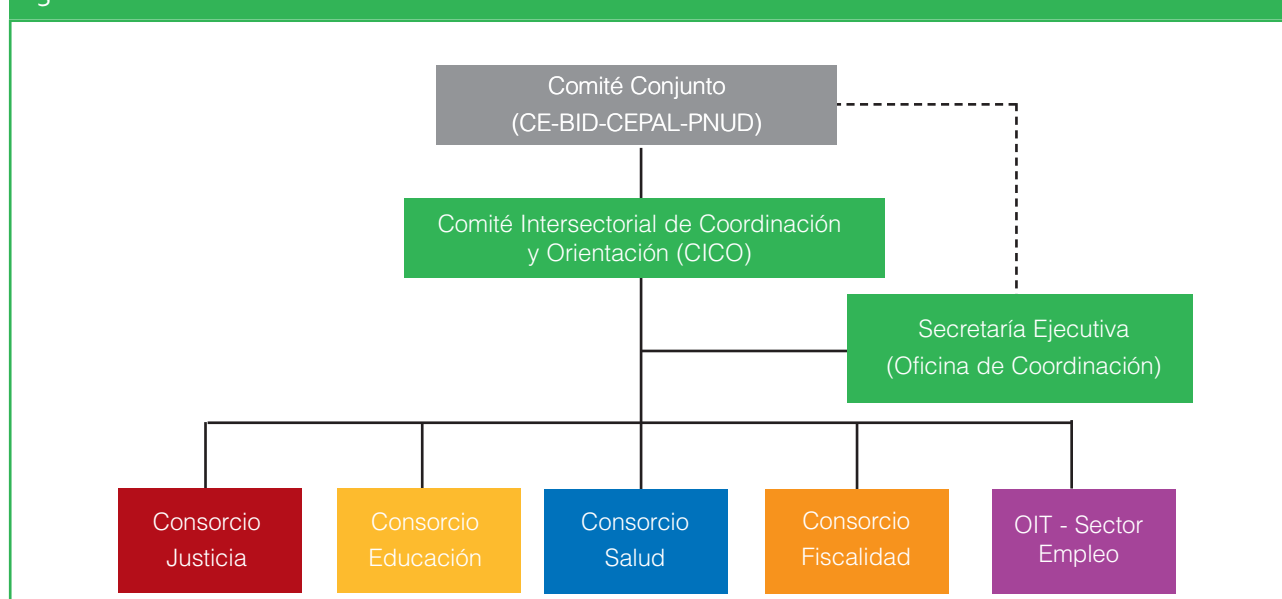 Comité Conjunto
(CE-BID-CEPAL-PNUD)
Comité Intersectorial de Coordinación
y Orientación (CICO)
Secretaría Ejecutiva
(Oficina de Coordinación)
Consorcio
Justicia
Consorcio
Educación
Consorcio
Salud
Consorcio
Fiscalidad
OIT - Sector
Empleo